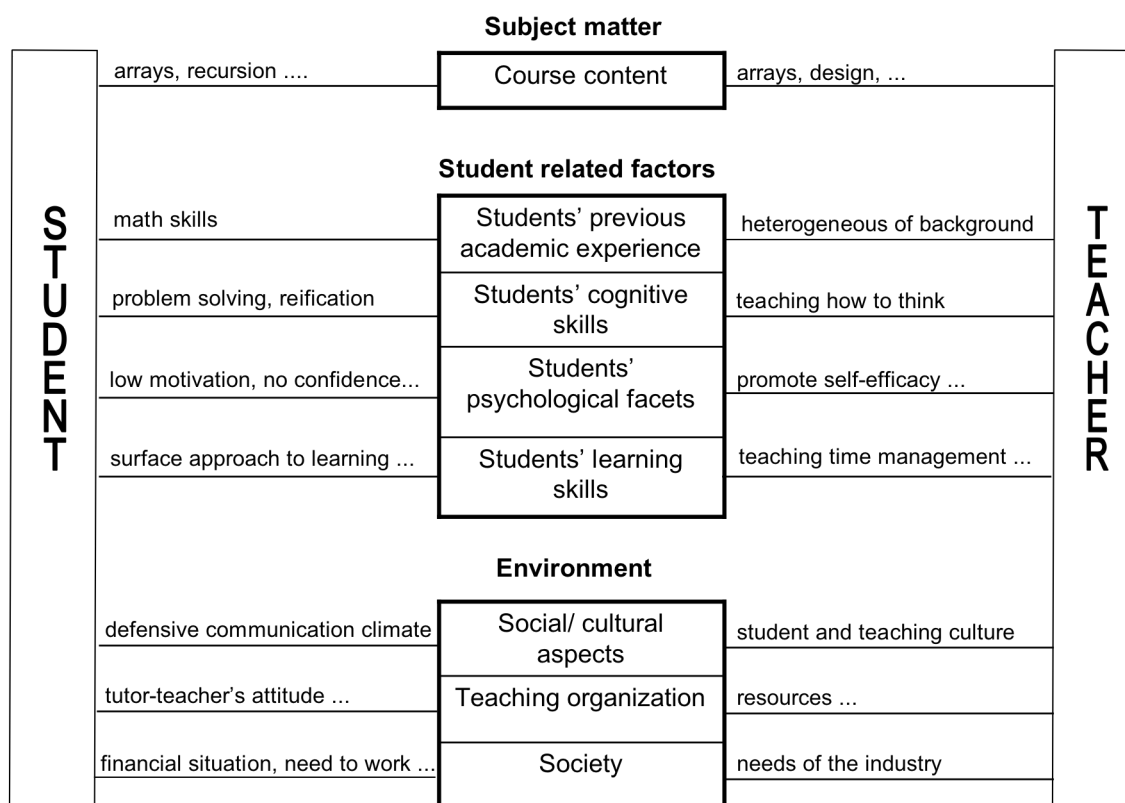 Subject matter
arrays, recursion ....
Course content
arrays, design, ...
Student related factors
STUDENT
TEACHER
math skills
Students' previous
academic experience
heterogeneous of background
problem solving, reification
Students' cognitive
skills
teaching how to think
low motivation, no confidence...
Students'
psychological facets
promote self-efficacy ...
surface approach to learning ...
Students' learning
skills
teaching time management ...
Environment
defensive communication climate
Social/ cultural
aspects
student and teaching culture
tutor-teacher's attitude ...
Teaching organization
resources ...
financial situation, need to work ...
Society
needs of the industry